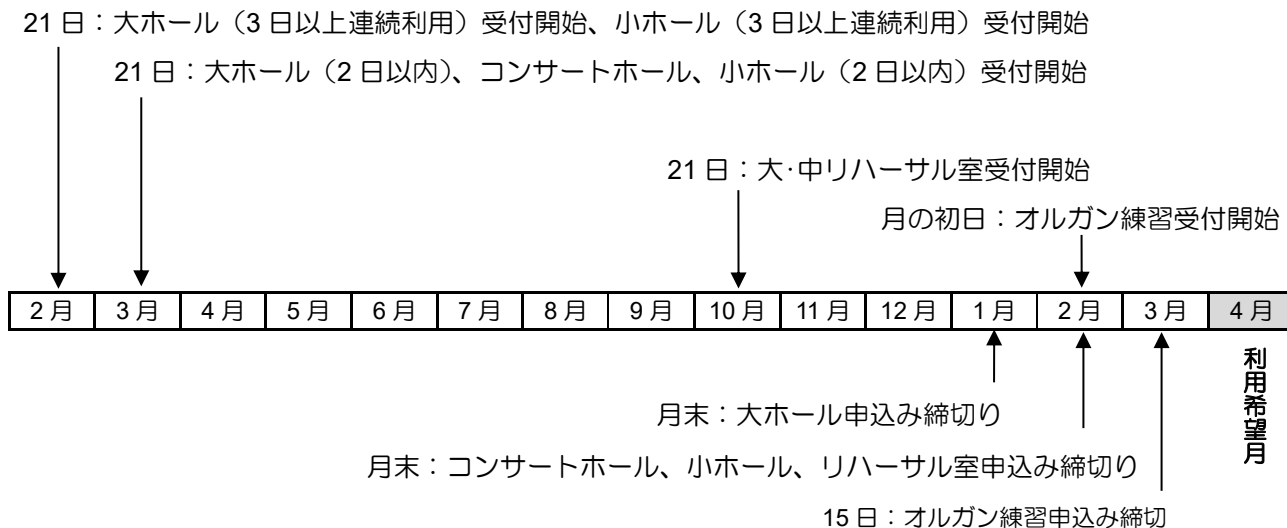 21日：大ホール（3日以上連続利用）受付開始、小ホール（3日以上連続利用）受付開始
21日：大ホール（2日以内）、コンサートホール、小ホール（2日以内）受付開始
21日：大･中リハーサル室受付開始
月の初日：オルガン練習受付開始
2月 3月 4月 5月 6月 7月 8月 9月 10月 11月 12月 1月 2月 3月 4月
利用希望月
月末：大ホール申込み締切り
月末：コンサートホール、小ホール、リハーサル室申込み締切り
15日：オルガン練習申込み締切